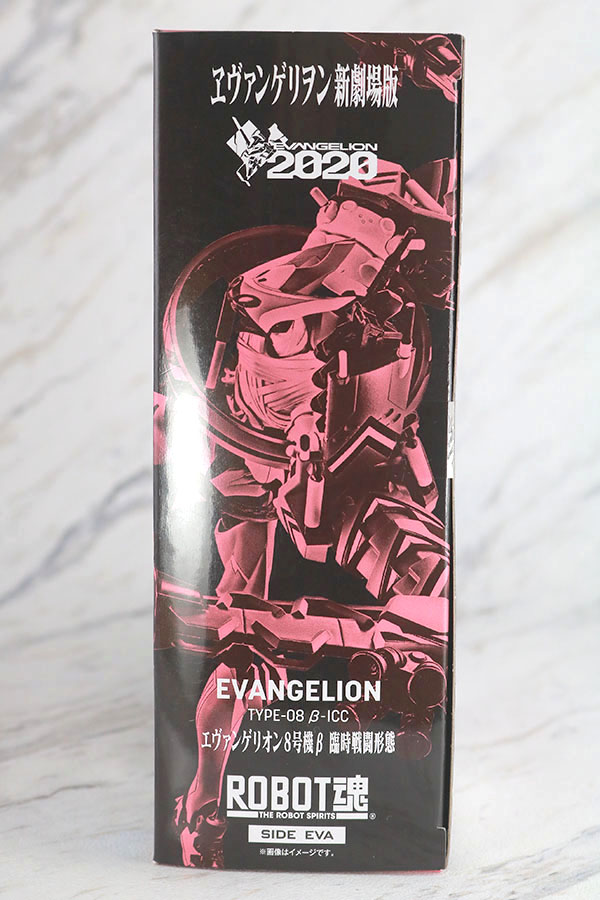 ヱヴァンゲリヲン新劇場版
EVANGELION
2020
EVANGELION
TYPE-08 β-ICC
エヴァンゲリオン8号機β 臨時戦闘形態
ROBOT魂
THE ROBOT SPIRITS ®
SIDE EVA
※画像はイメージです。